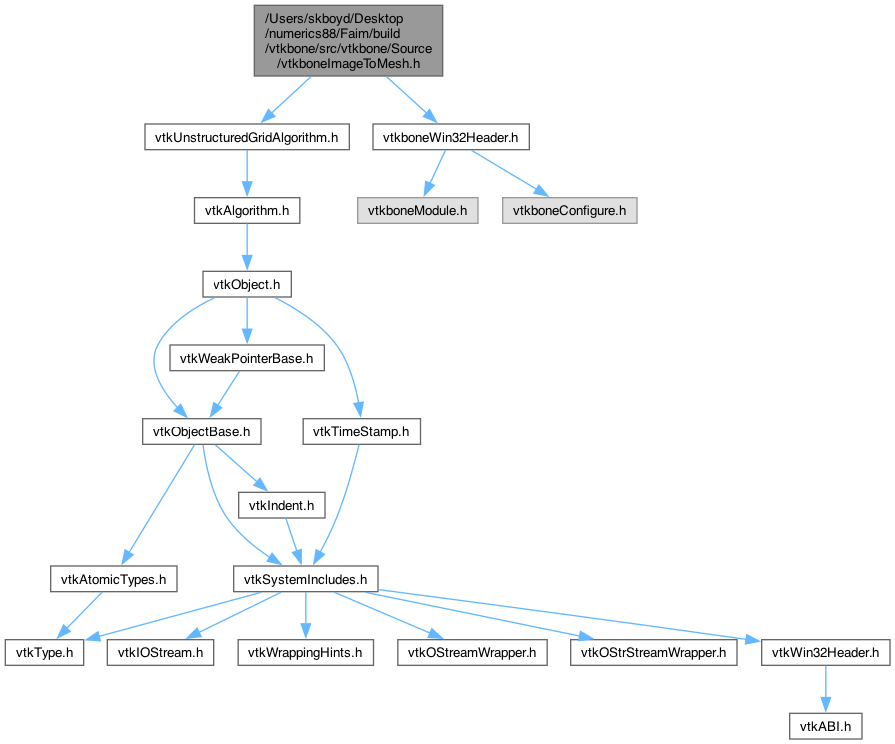 /Users/skboyd/Desktop
/numerics88/Faim/build
/vtkbone/src/vtkbone/Source
/vtkboneImageToMesh.h
vtkUnstructuredGridAlgorithm.h
vtkboneWin32Header.h
vtkAlgorithm.h
vtkboneModule.h
vtkboneConfigure.h
vtkObject.h
vtkWeakPointerBase.h
vtkObjectBase.h
vtkTimeStamp.h
vtkIndent.h
vtkAtomicTypes.h
vtkSystemIncludes.h
vtkType.h
vtkIOStream.h
vtkWrappingHints.h
vtkOStreamWrapper.h
vtkOStrStreamWrapper.h
vtkWin32Header.h
vtkABI.h